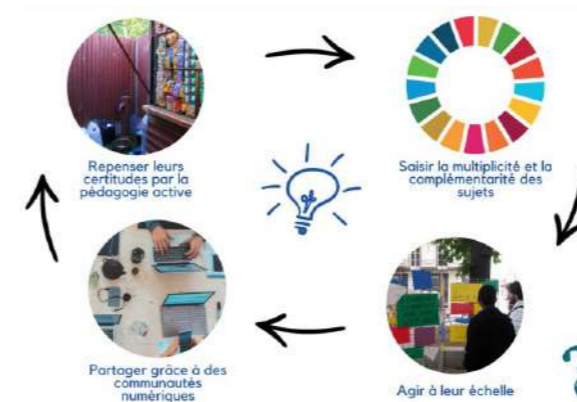 Repenser leurs
certitudes par la
pédagogie active
Saisir la multiplicité et la
complémentarité des
sujets
Partager grâce à des
communautés
numériques
Agir à leur échelle